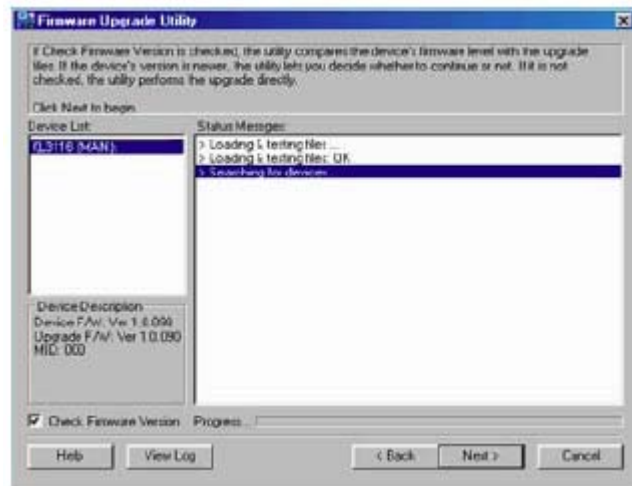 Firmware Upgrade Utility
If Check Firmware Version is checked, the utility compares the device's firmware level with the upgrade
files. If the device's version is newer, the utility lets you decide whether to continue or not. If it is not
checked, the utility performs the upgrade directly.
Click Next to begin.
Device List:
(MAN):
Status Messages:
> Loading & testing files ...
> Loading & testing files: OK
> Searching for devices...
Device Description
Device F/W: Ver 1.0.090
Upgrade F/W: Ver 1.0.090
MID: 000
Check Firmware Version
Progress...
Help
View Log
< Back
Next >
Cancel